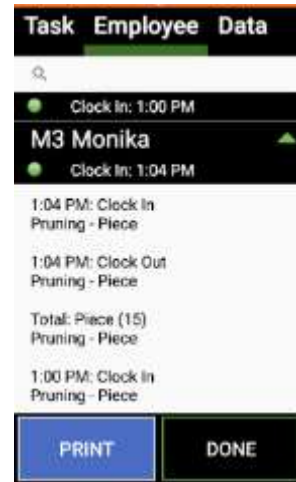 Task Employee Data
Clock In: 1:00 PM
M3 Monika
Clock In: 1:04 PM
1:04 PM: Clock In
Pruning - Piece
1:04 PM: Clock Out
Pruning - Piece
Total: Piece (15)
Pruning - Piece
1:00 PM: Clock In
Pruning - Piece
PRINT DONE